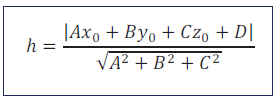 h = |Ax₀ + By₀ + Cz₀ + D| / √A² + B² + C²